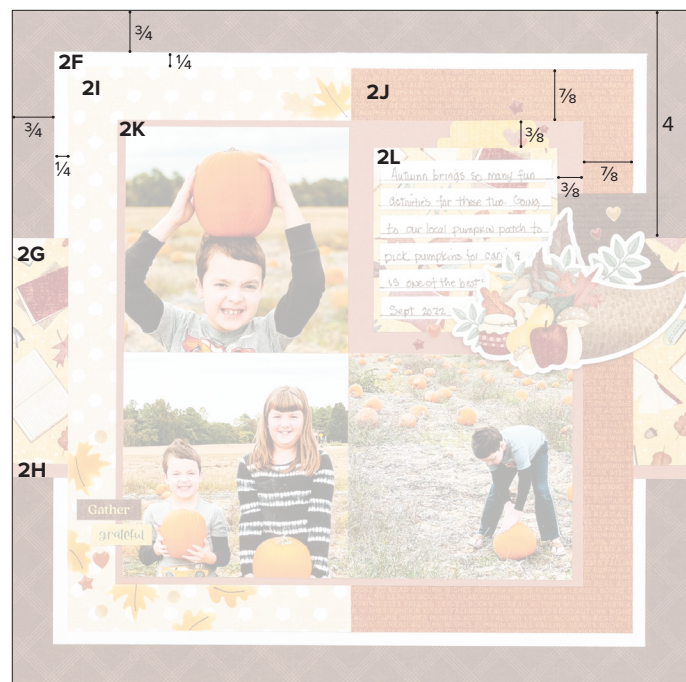 3/4
2F
1/4
2I
2J
7/8
3/4
2K
3/8
4
1/4
2L
7/8
3/8
Autumn brings so many fun
activities for these two. Going
to our local pumpkin patch to
pick pumpkins for
is one of the best
Sept 2022
2G
2H
Gather
grateful